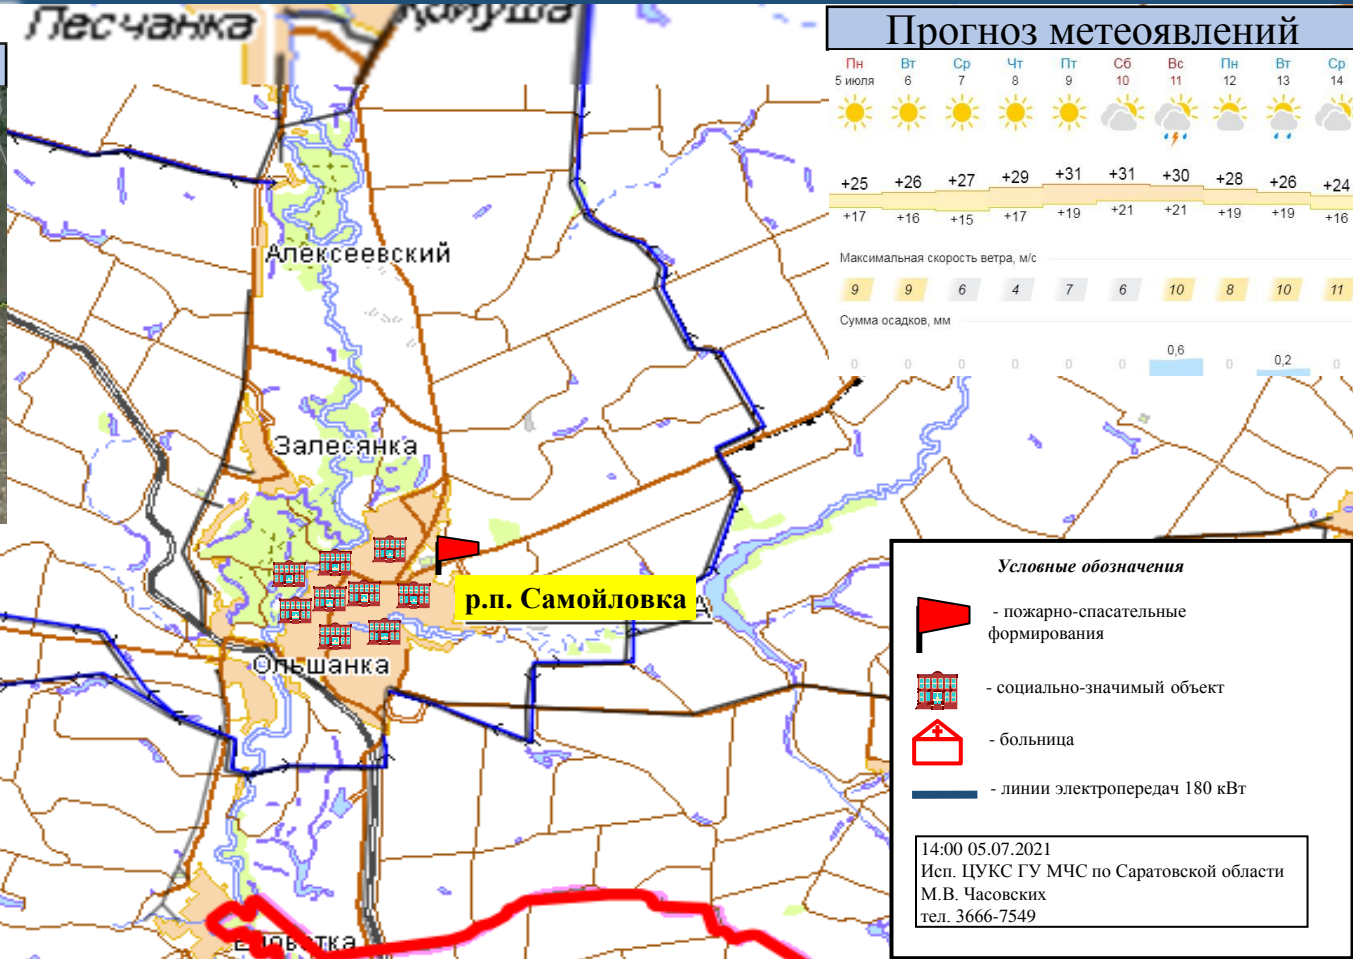 Песчанка
Прогноз метеоявлений
Пн Вт Ср Чт Пт Сб Вс Пн Вт Ср
5 июля 6 7 8 9 10 11 12 13 14
+25 +26 +27 +29 +31 +31 +30 +28 +26 +24
+17 +16 +15 +17 +19 +21 +21 +19 +19 +16
Максимальная скорость ветра, м/с
9 9 6 4 7 6 10 8 10 11
Сумма осадков, мм
0 0 0 0 0 0 0,6 0 0,2 0
Алексеевский
Залесянка
р.п. Самойловка
Ольшанка
Условные обозначения
- пожарно-спасательные
формирования
- социально-значимый объект
- больница
- линии электропередач 180 кВт
14:00 05.07.2021
Исп. ЦУКС ГУ МЧС по Саратовской области
М.В. Часовских
тел. 3666-7549